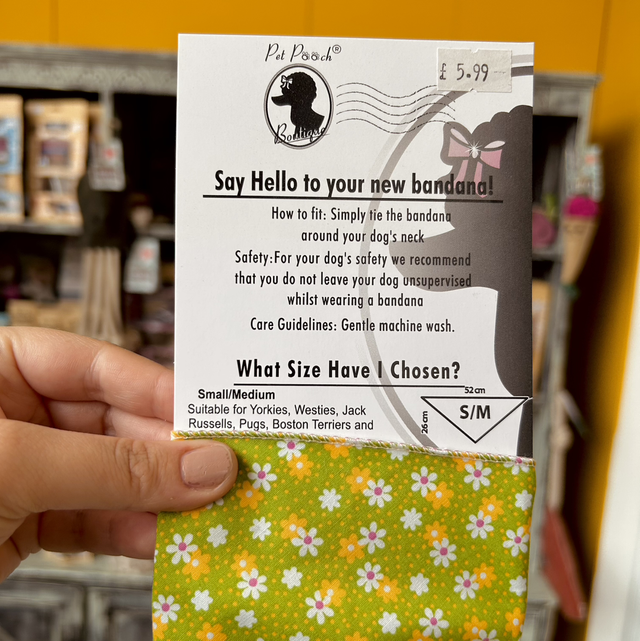 Pet Pooch®
Boutique
£ 5.99
Say Hello to your new bandana!
How to fit: Simply tie the bandana
around your dog's neck
Safety:For your dog's safety we recommend
that you do not leave your dog unsupervised
whilst wearing a bandana
Care Guidelines: Gentle machine wash.
What Size Have I Chosen?
Small/Medium
Suitable for Yorkies, Westies, Jack
Russells, Pugs, Boston Terriers and
52cm
26 cm
S/M